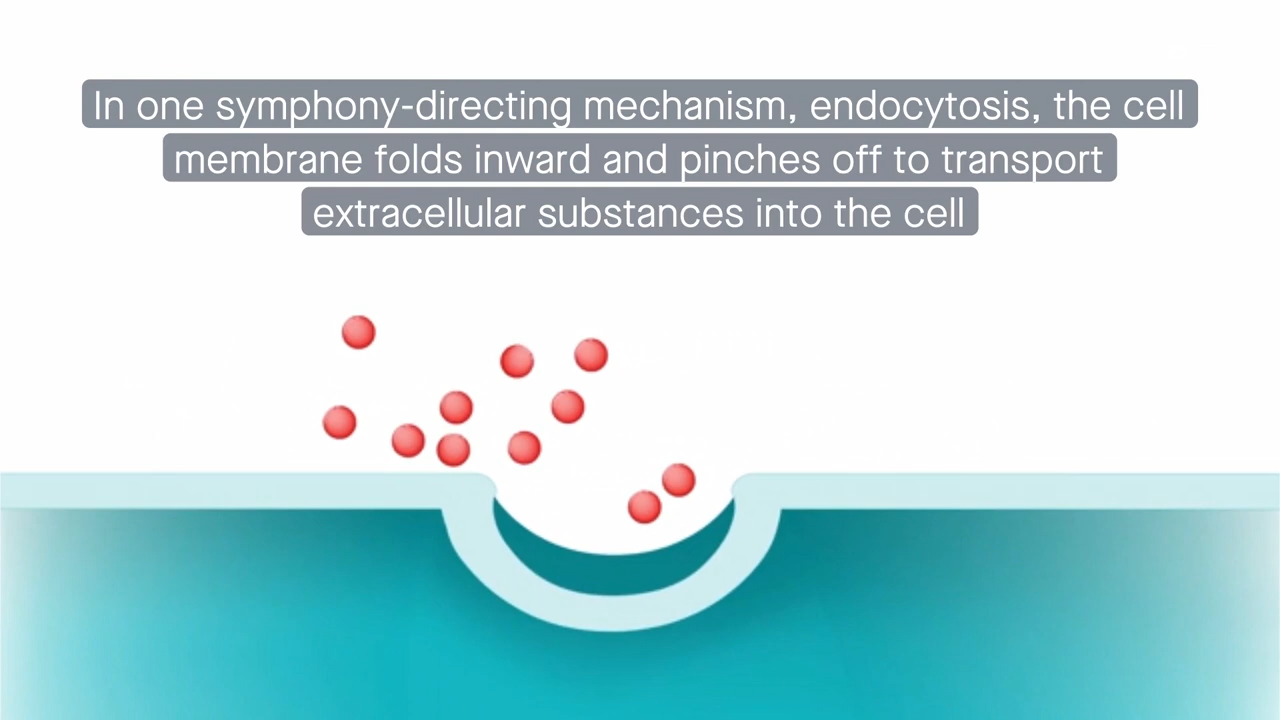 In one symphony-directing mechanism, endocytosis, the cell
membrane folds inward and pinches off to transport
extracellular substances into the cell